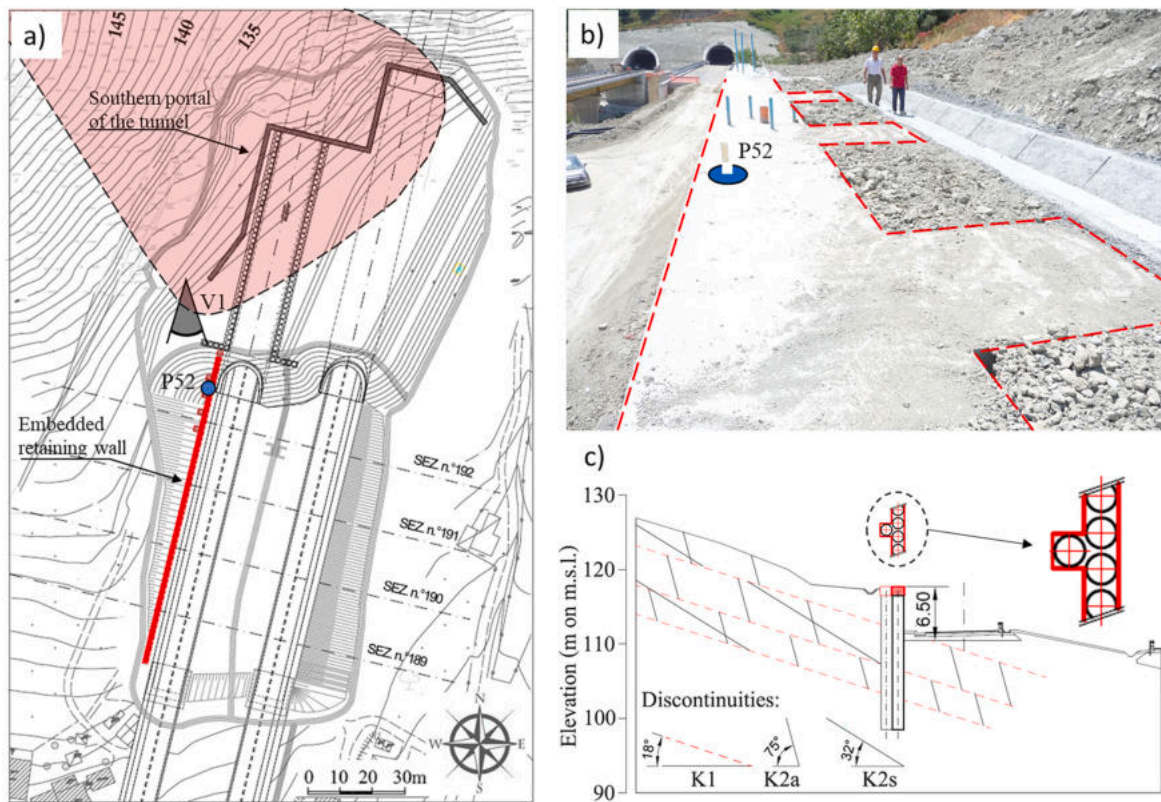 a)
145
140
135
Southern portal
of the tunnel
V1
P52
Embedded
retaining wall
SEZ n.°192
SEZ n.°191
SEZ n.°190
SEZ n.°189
N
W E
S
0 10 20 30m
b)
P52
c)
130
120
110
100
90
Elevation (m on m.s.l.)
6.50
Discontinuities:
18°
75°
32°
K1
K2a
K2s